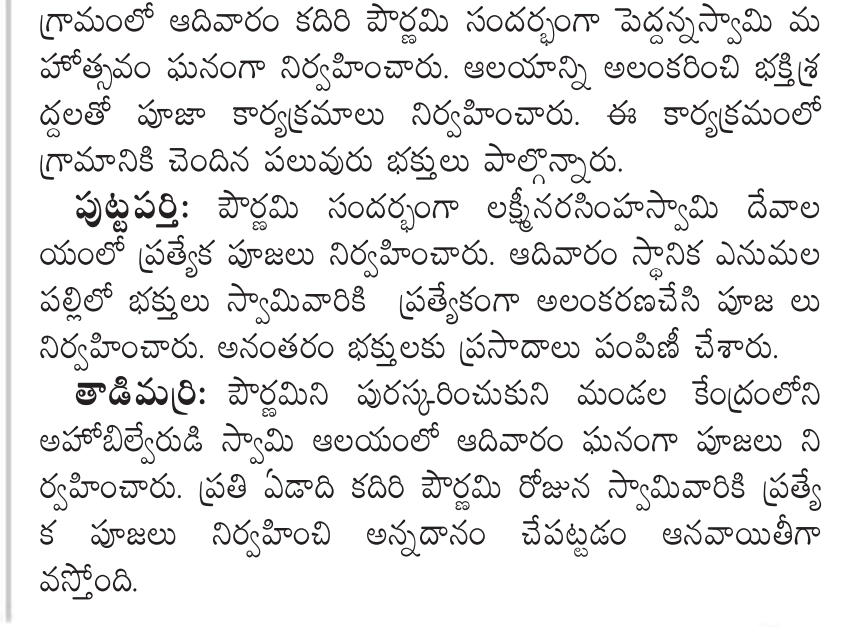 గ్రామంలో ఆదివారం కదిరి పౌర్ణమి సందర్భంగా పెద్దన్నస్వామి మ
హోత్సవం ఘనంగా నిర్వహించారు. ఆలయాన్ని అలంకరించి భక్తిశ్ర
ద్దలతో పూజా కార్యక్రమాలు నిర్వహించారు. ఈ కార్యక్రమంలో
గ్రామానికి చెందిన పలువురు భక్తులు పాల్గొన్నారు.
పుట్టపర్తి: పౌర్ణమి సందర్భంగా లక్ష్మీనరసింహస్వామి దేవాల
యంలో ప్రత్యేక పూజలు నిర్వహించారు. ఆదివారం స్థానిక ఎనుమల
పల్లిలో భక్తులు స్వామివారికి ప్రత్యేకంగా అలంకరణచేసి పూజ లు
నిర్వహించారు. అనంతరం భక్తులకు ప్రసాదాలు పంపిణీ చేశారు.
తాడిమర్రి: పౌర్ణమిని పురస్కరించుకుని మండల కేంద్రంలోని
అహోబిల్వేరుడి స్వామి ఆలయంలో ఆదివారం ఘనంగా పూజలు ని
ర్వహించారు. ప్రతి ఏడాది కదిరి పౌర్ణమి రోజున స్వామివారికి ప్రత్యే
క పూజలు నిర్వహించి అన్నదానం చేపట్టడం ఆనవాయితీగా
వస్తోంది.